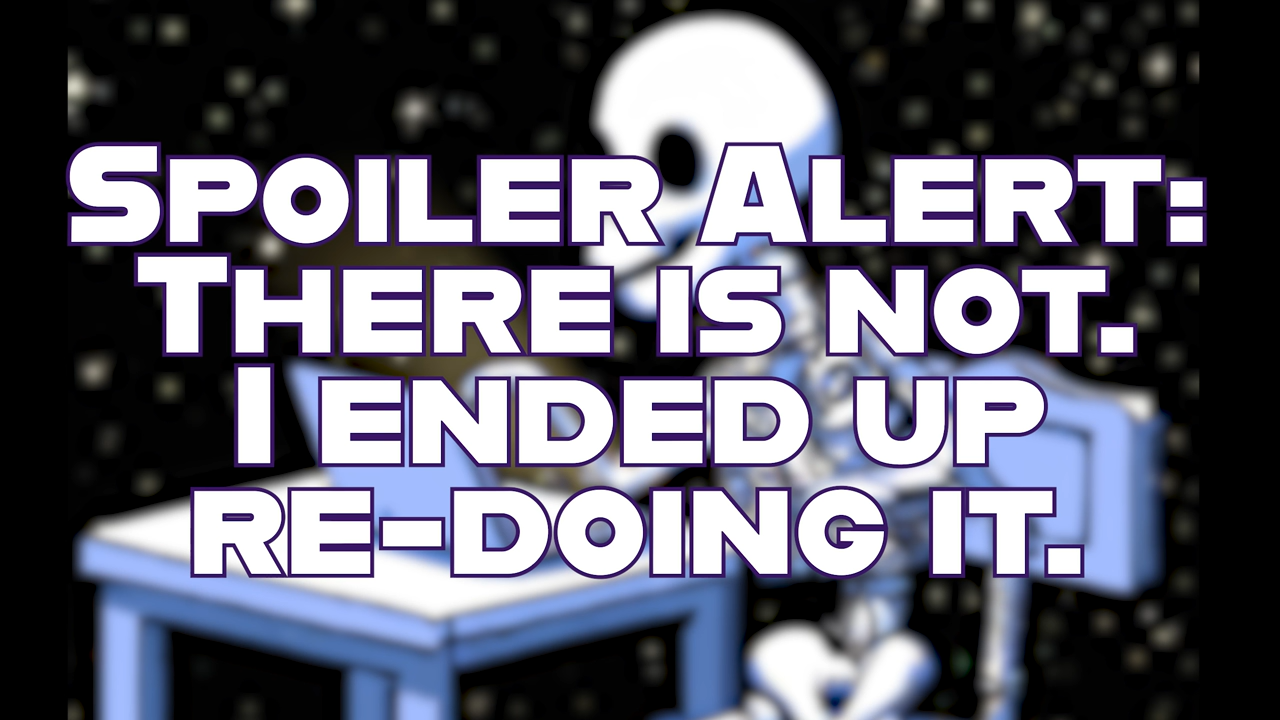 Spoiler Alert:
There is not.
I ended up
re-doing it.